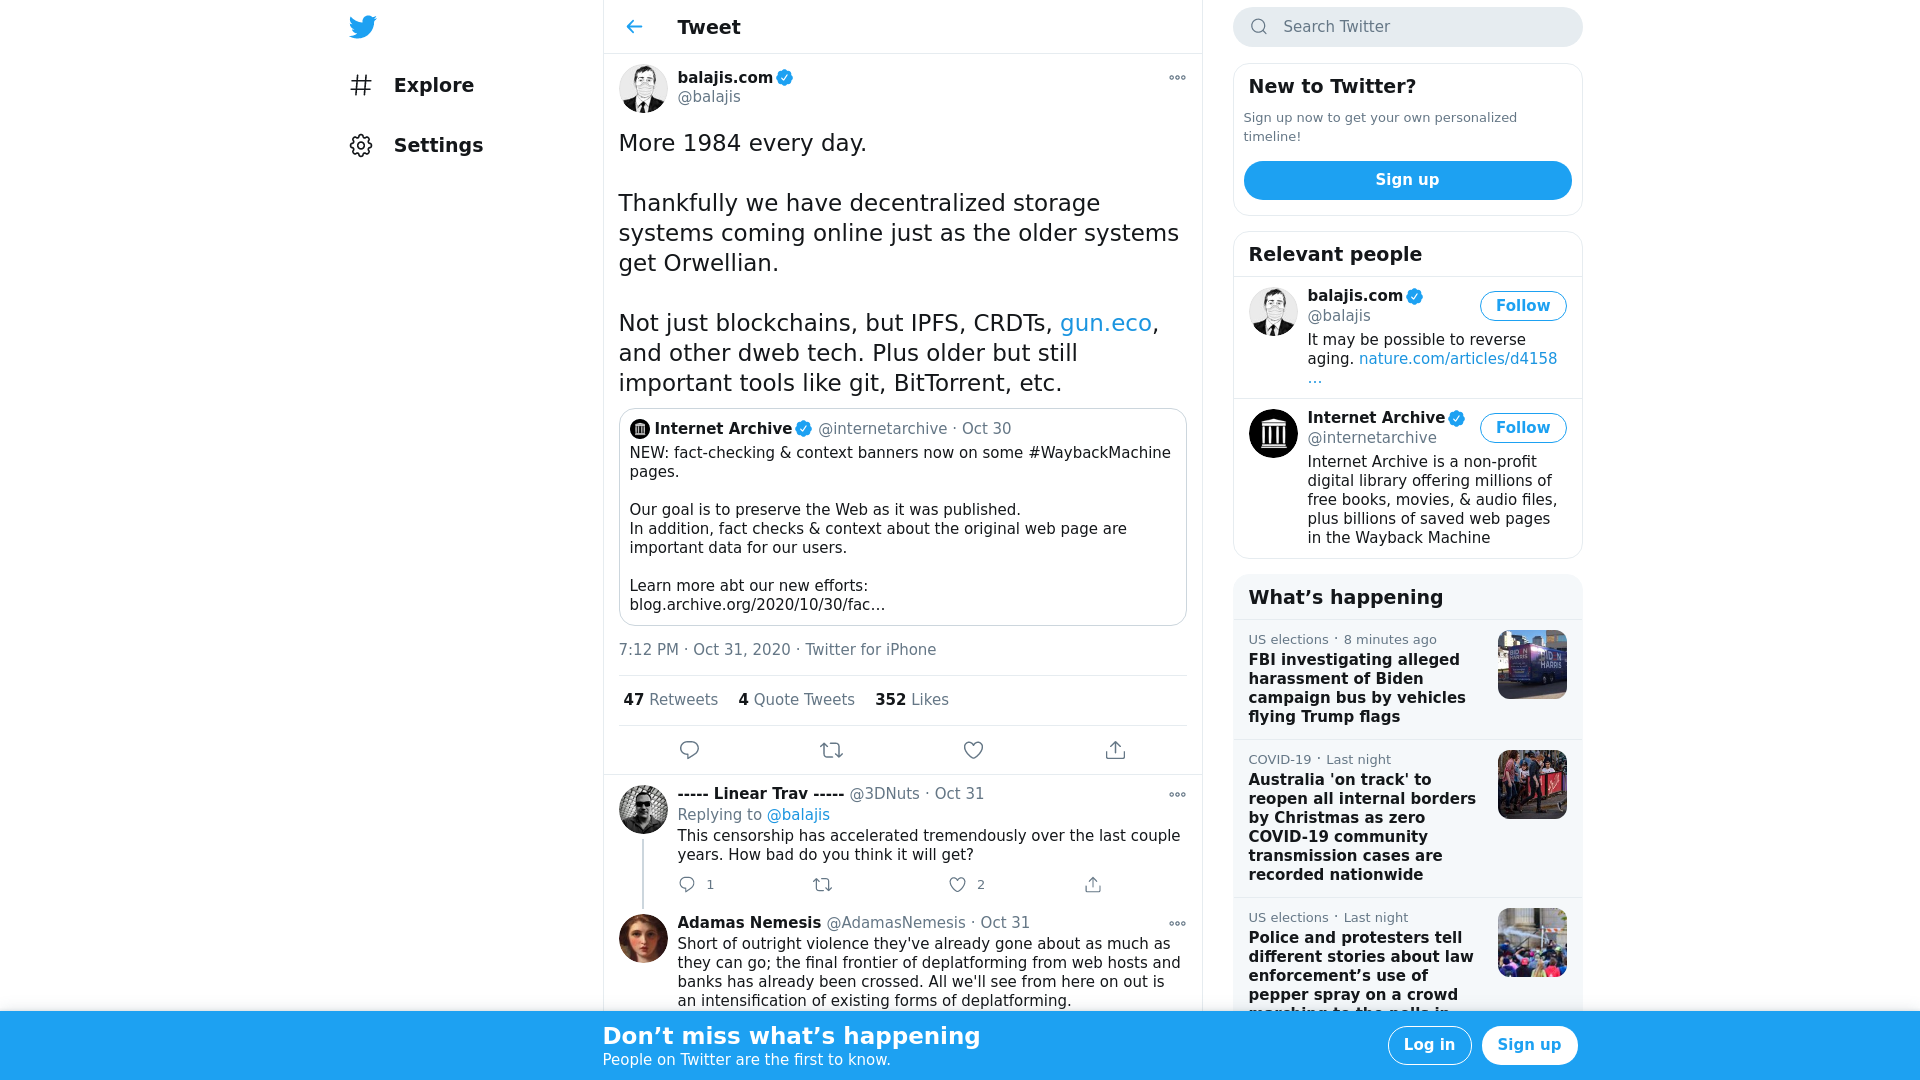 Explore
Settings
Tweet
balajis.com
@balajis
More 1984 every day.
Thankfully we have decentralized storage
systems coming online just as the older systems
get Orwellian.
Not just blockchains, but IPFS, CRDTs, gun.eco,
and other dweb tech. Plus older but still
important tools like git, BitTorrent, etc.
Internet Archive @internetarchive · Oct 30
NEW: fact-checking & context banners now on some #WaybackMachine
pages.
Our goal is to preserve the Web as it was published.
In addition, fact checks & context about the original web page are
important data for our users.
Learn more abt our new efforts:
blog.archive.org/2020/10/30/fac…
7:12 PM · Oct 31, 2020 · Twitter for iPhone
47 Retweets 4 Quote Tweets 352 Likes
----- Linear Trav ----- @3DNuts · Oct 31
Replying to @balajis
This censorship has accelerated tremendously over the last couple
years. How bad do you think it will get?
1 2
Adamas Nemesis @AdamasNemesis · Oct 31
Short of outright violence they've already gone about as much as
they can go; the final frontier of deplatforming from web hosts and
banks has already been crossed. All we'll see from here on out is
an intensification of existing forms of deplatforming.
Search Twitter
New to Twitter?
Sign up now to get your own personalized
timeline!
Sign up
Relevant people
balajis.com
@balajis
Follow
It may be possible to reverse
aging. nature.com/articles/d4158
…
Internet Archive
@internetarchive
Follow
Internet Archive is a non-profit
digital library offering millions of
free books, movies, & audio files,
plus billions of saved web pages
in the Wayback Machine
What’s happening
US elections · 8 minutes ago
FBI investigating alleged
harassment of Biden
campaign bus by vehicles
flying Trump flags
COVID-19 · Last night
Australia 'on track' to
reopen all internal borders
by Christmas as zero
COVID-19 community
transmission cases are
recorded nationwide
US elections · Last night
Police and protesters tell
different stories about law
enforcement’s use of
pepper spray on a crowd
marching to the polls in
Don’t miss what’s happening
People on Twitter are the first to know.
Log in
Sign up